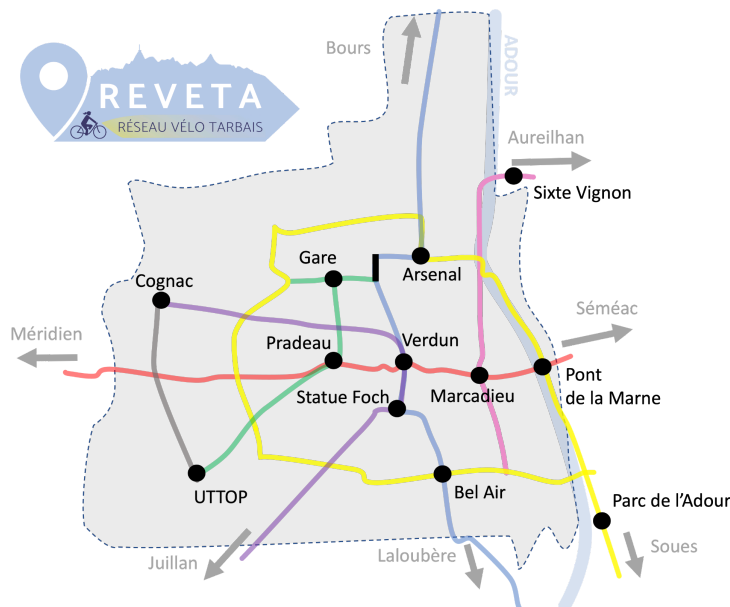 Bours
ADOUR
REVETA
RÉSEAU VÉLO TARBAIS
Aureilhan
Sixte Vignon
Gare
Arsenal
Cognac
Séméac
Méridien
Pradeau
Verdun
Pont
de la Marne
Statue Foch
Marcadieu
UTTOP
Bel Air
Parc de l'Adour
Juillan
Laloubère
Soues